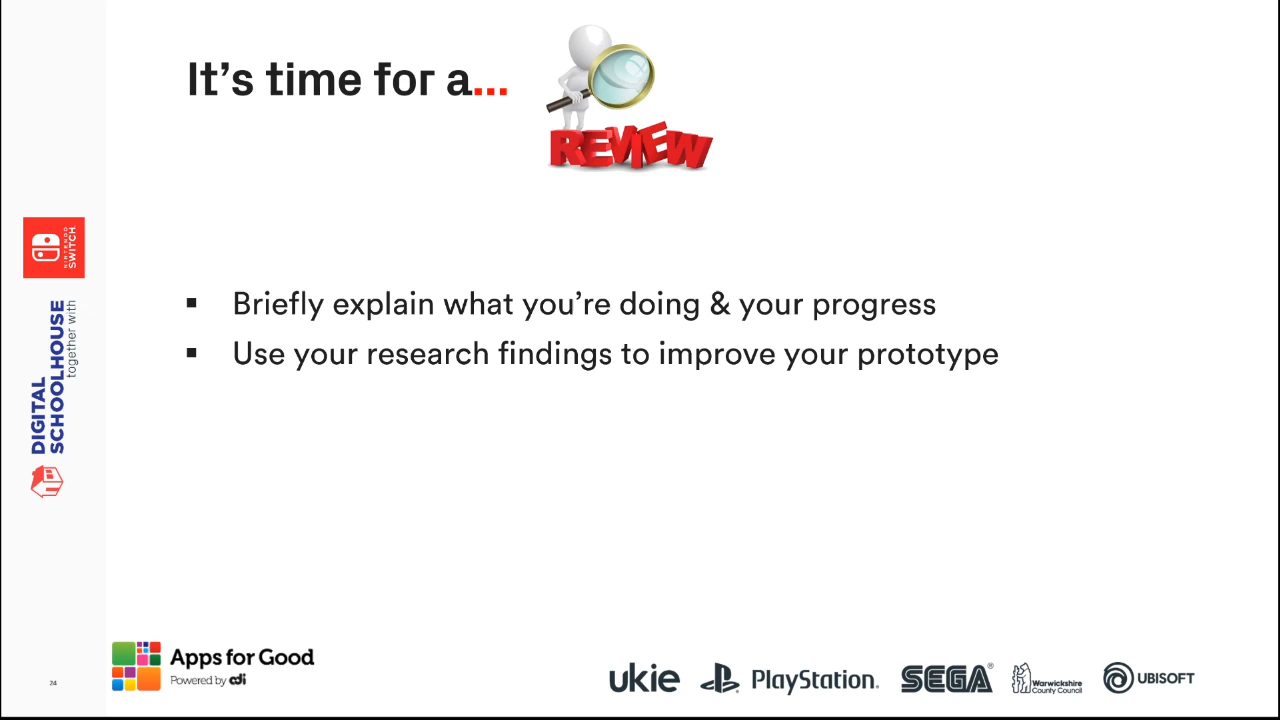 It’s time for a...
REVIEW
▪ Briefly explain what you’re doing & your progress
▪ Use your research findings to improve your prototype
NINTENDO
SWITCH
DIGITAL
SCHOOLHOUSE
together with
24
Apps for Good
Powered by cdi
ukie
PlayStation®
SEGA®
Warwickshire
County Council
UBISOFT